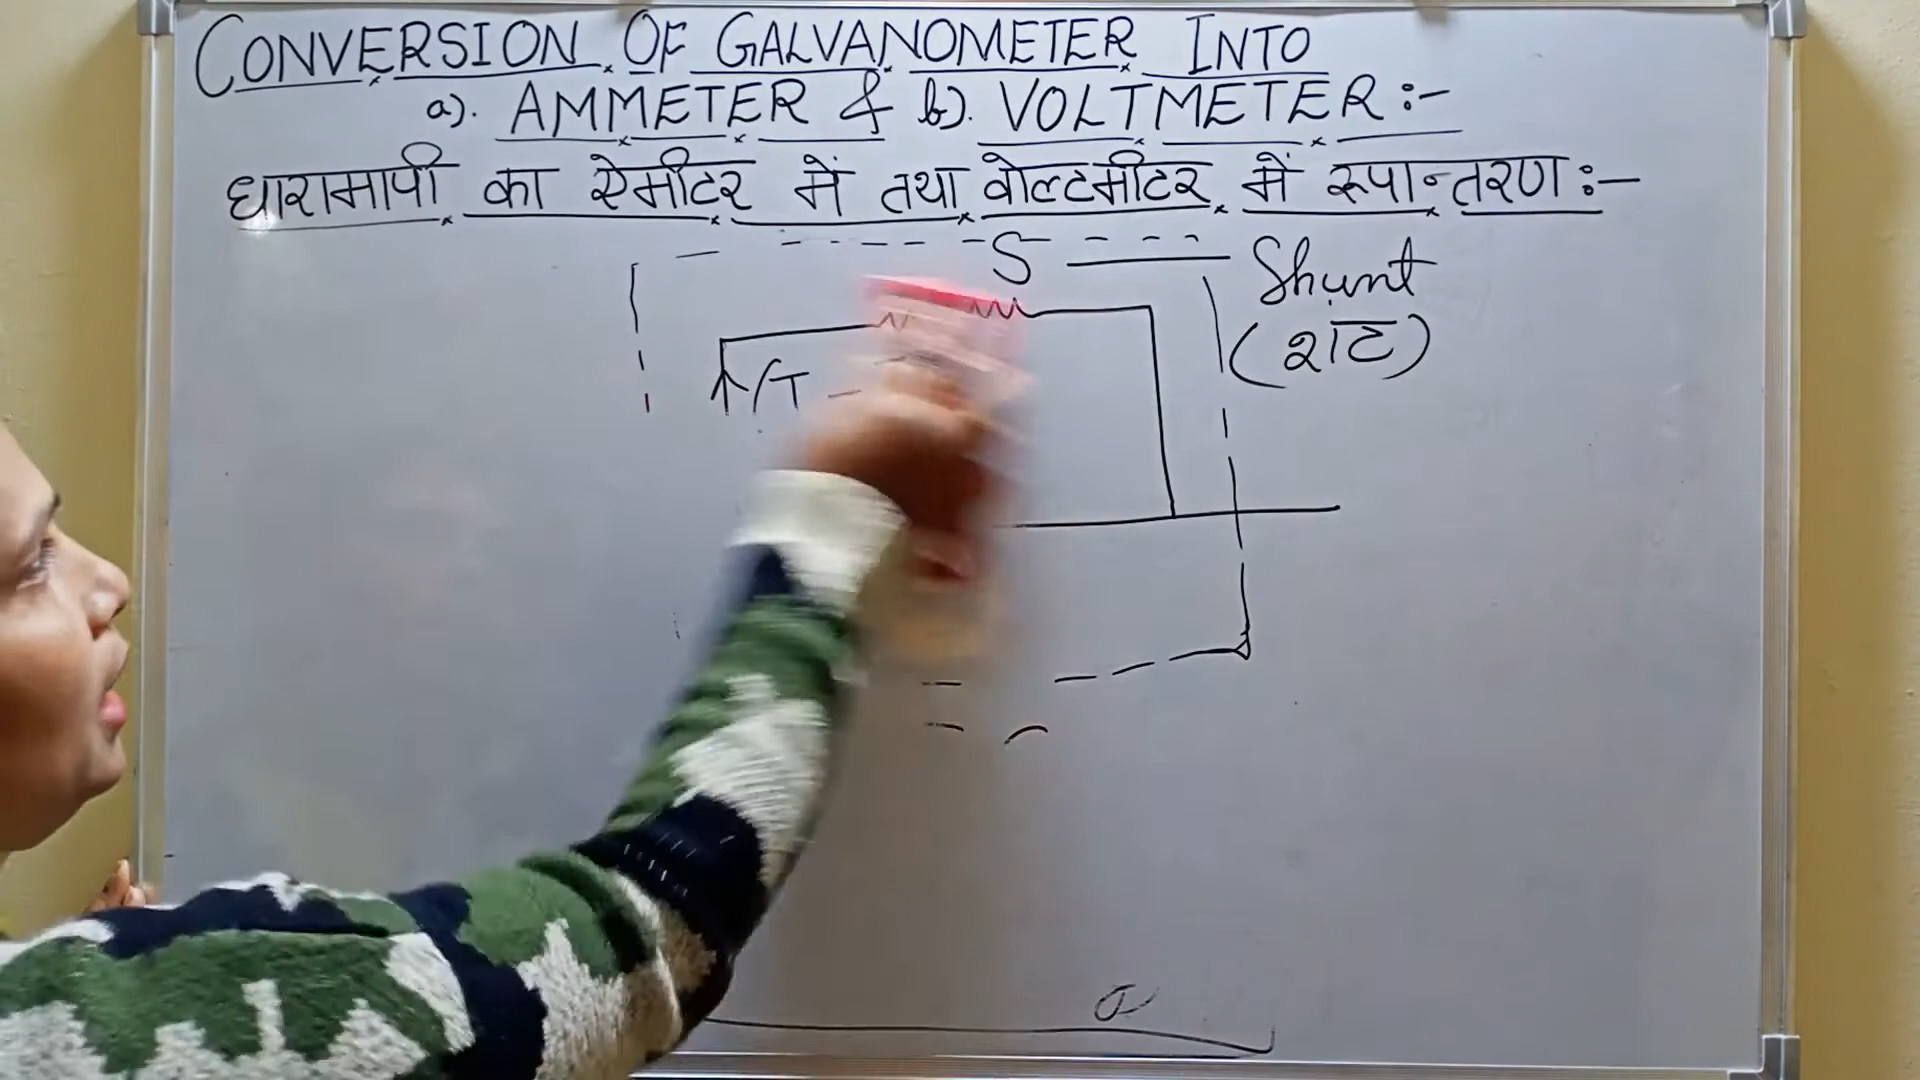 CONVERSION OF GALVANOMETER INTO
a). AMMETER & b). VOLTMETER :-
धारामापी का ऐमीटर में तथा वोल्टमीटर में रूपान्तरण :-
S
Shunt
(शंट)